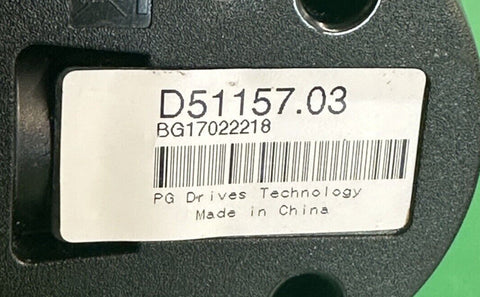 D51157.03
BG17022218
PG Drives Technology
Made in China